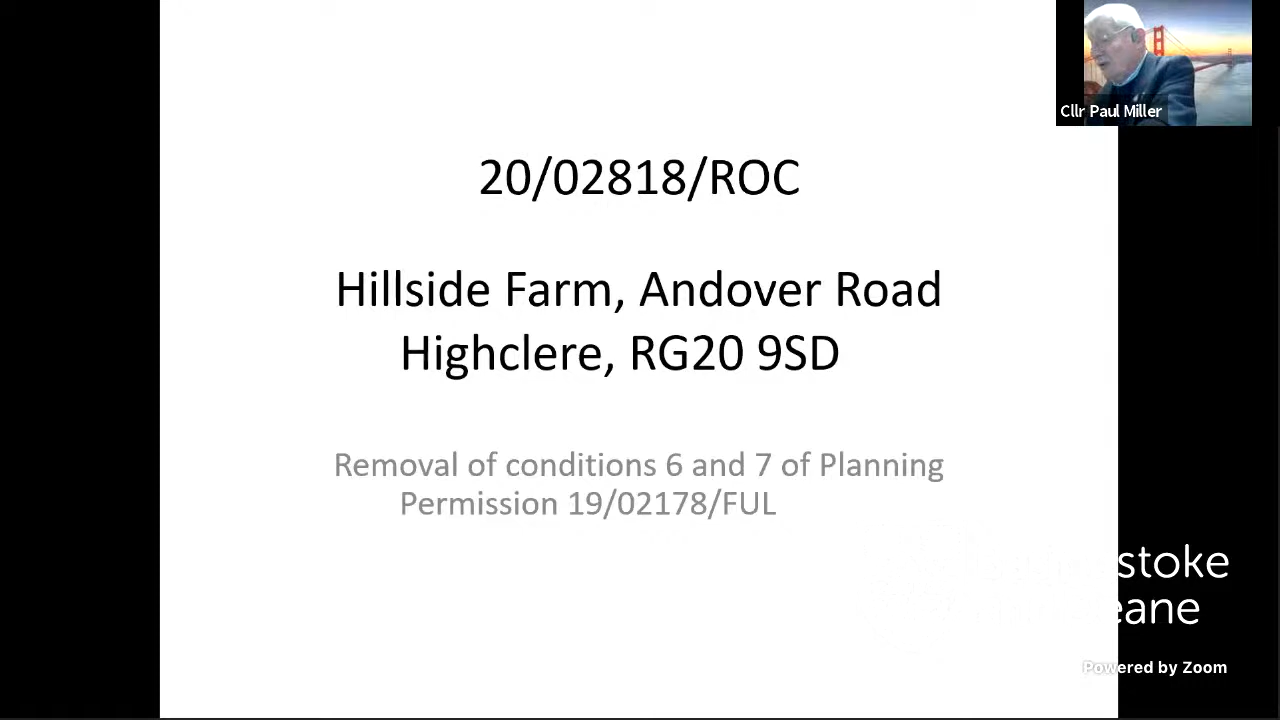 Cllr Paul Miller
20/02818/ROC
Hillside Farm, Andover Road
Highclere, RG20 9SD
Removal of conditions 6 and 7 of Planning
Permission 19/02178/FUL
stoke
eane
Powered by Zoom